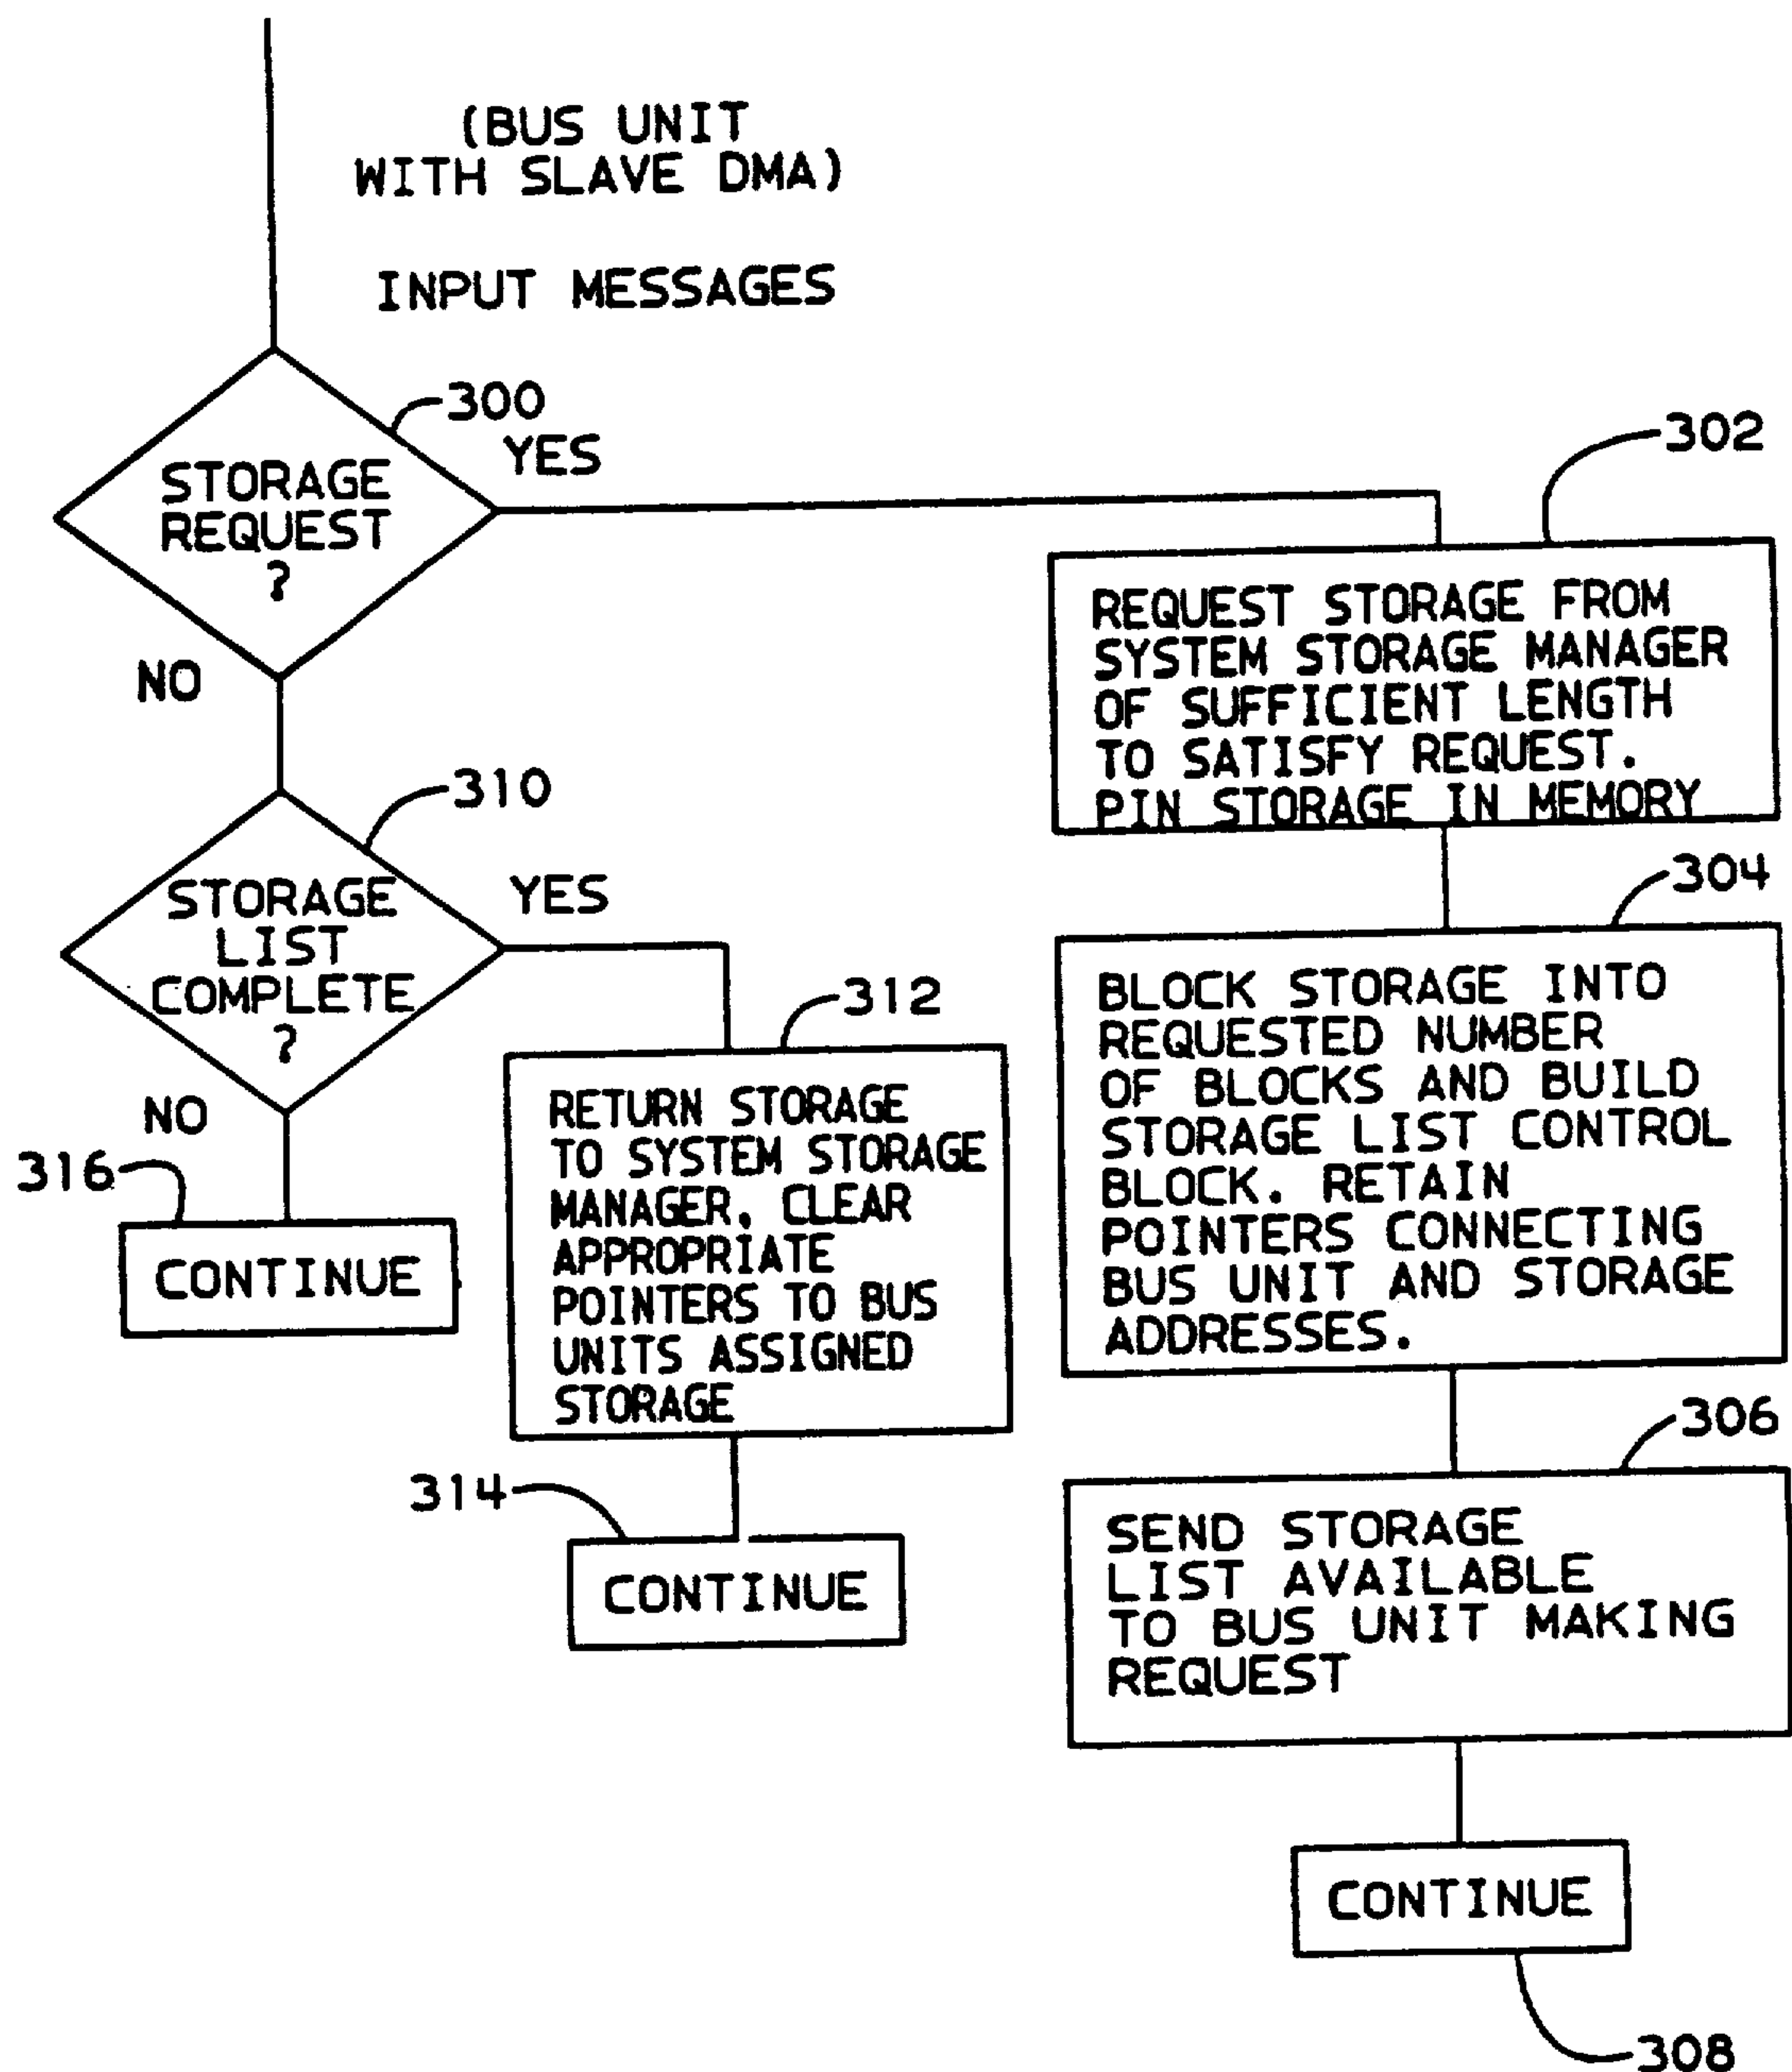 (BUS UNIT
WITH SLAVE DMA)
INPUT MESSAGES
300
YES
STORAGE
REQUEST
?
NO
302
REQUEST STORAGE FROM
SYSTEM STORAGE MANAGER
OF SUFFICIENT LENGTH
TO SATISFY REQUEST.
PIN STORAGE IN MEMORY
304
BLOCK STORAGE INTO
REQUESTED NUMBER
OF BLOCKS AND BUILD
STORAGE LIST CONTROL
BLOCK. RETAIN
POINTERS CONNECTING
BUS UNIT AND STORAGE
ADDRESSES.
306
SEND STORAGE
LIST AVAILABLE
TO BUS UNIT MAKING
REQUEST
CONTINUE
308
310
STORAGE
LIST
COMPLETE
?
YES
NO
312
RETURN STORAGE
TO SYSTEM STORAGE
MANAGER. CLEAR
APPROPRIATE
POINTERS TO BUS
UNITS ASSIGNED
STORAGE
314
CONTINUE
316
CONTINUE